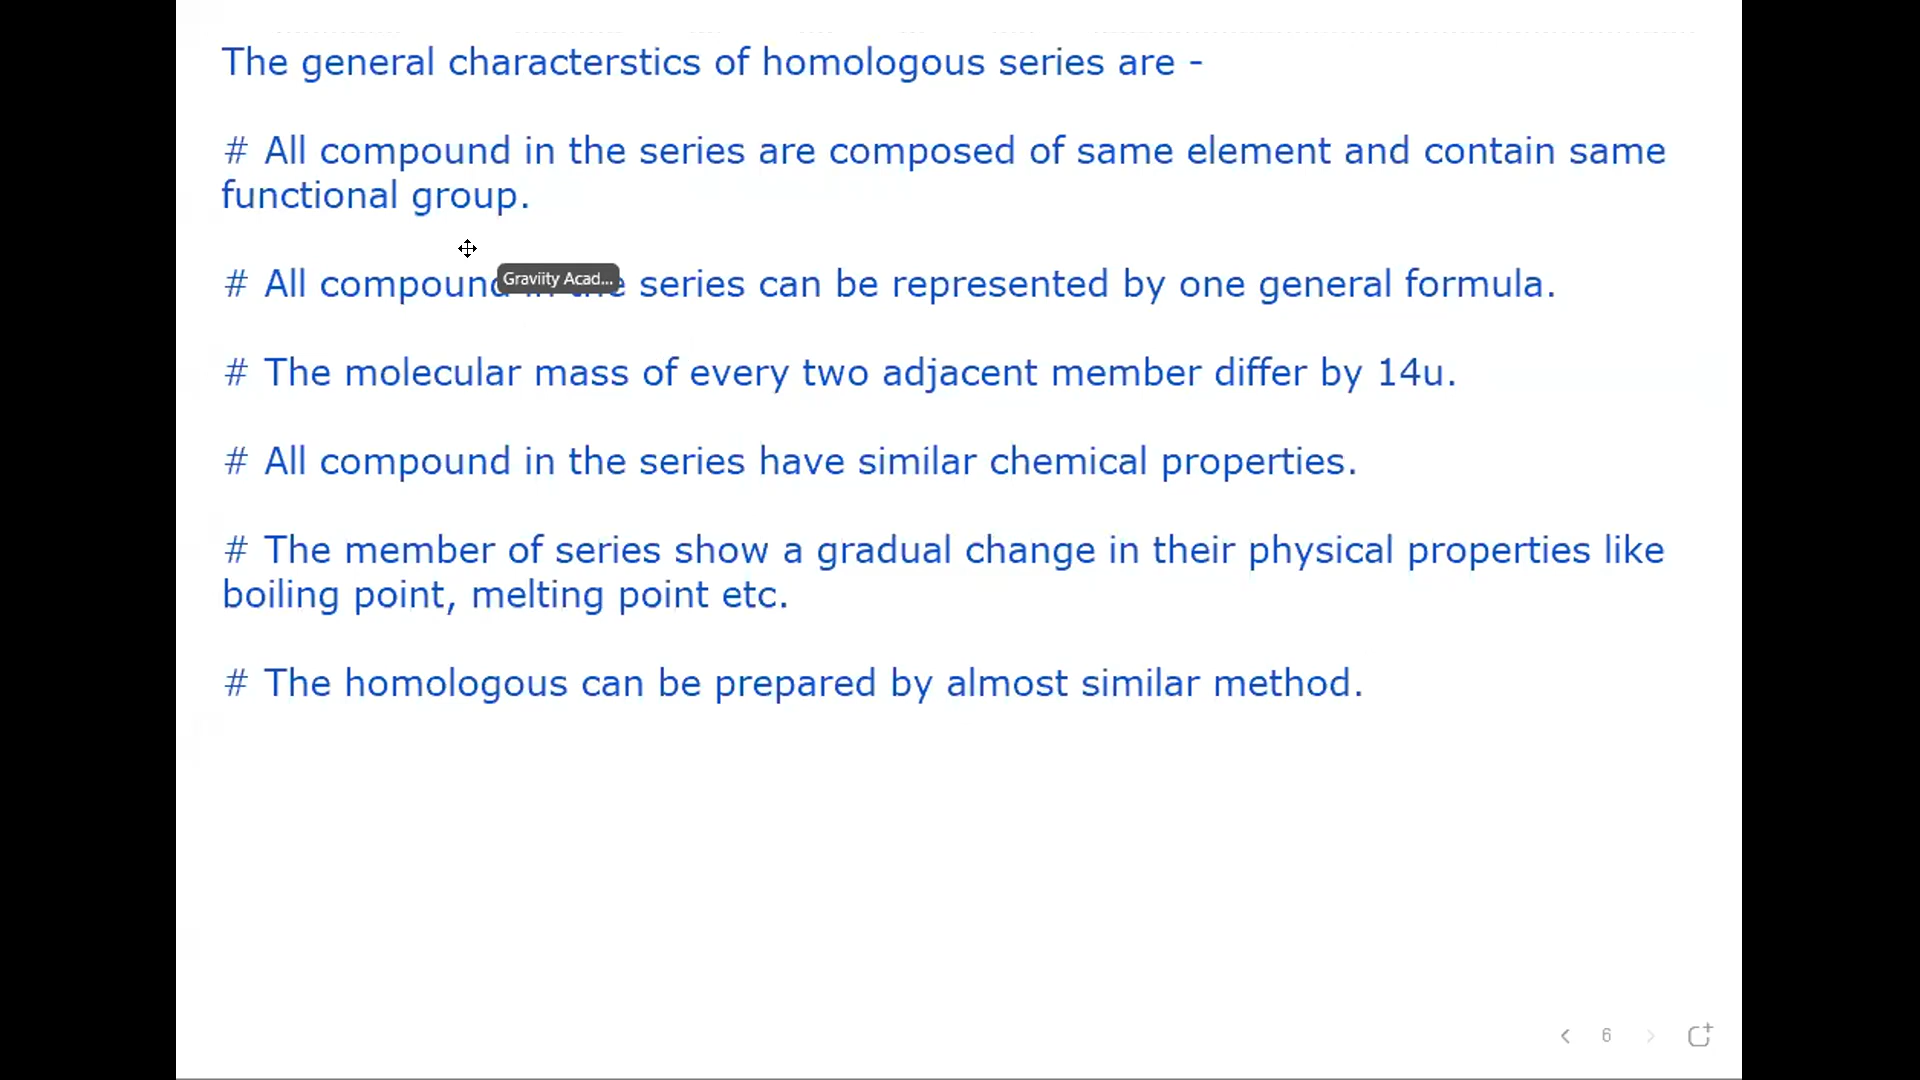 The general characterstics of homologous series are -
# All compound in the series are composed of same element and contain same
functional group.
# All compound in the series can be represented by one general formula.
Graviity Acad...
# The molecular mass of every two adjacent member differ by 14u.
# All compound in the series have similar chemical properties.
# The member of series show a gradual change in their physical properties like
boiling point, melting point etc.
# The homologous can be prepared by almost similar method.
6